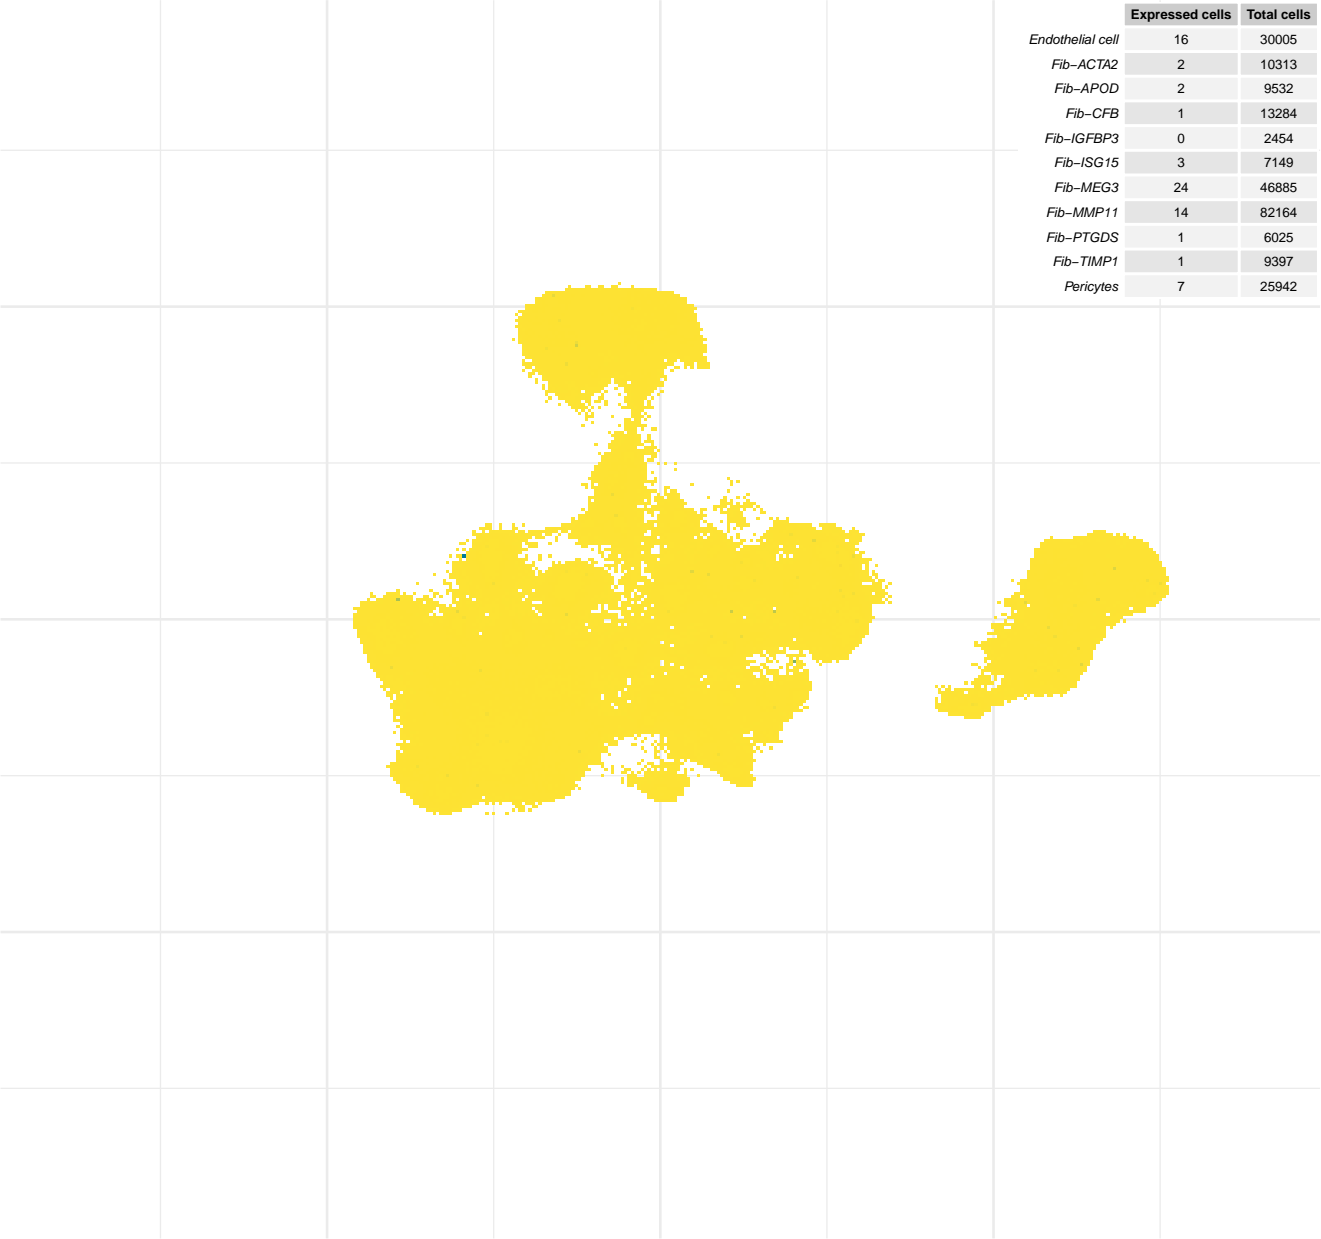 Expressed cells Total cells
Endothelial cell 16 30005
Fib−ACTA2 2 10313
Fib−APOD 2 9532
Fib−CFB 1 13284
Fib−IGFBP3 0 2454
Fib−ISG15 3 7149
Fib−MEG3 24 46885
Fib−MMP11 14 82164
Fib−PTGDS 1 6025
Fib−TIMP1 1 9397
Pericytes 7 25942